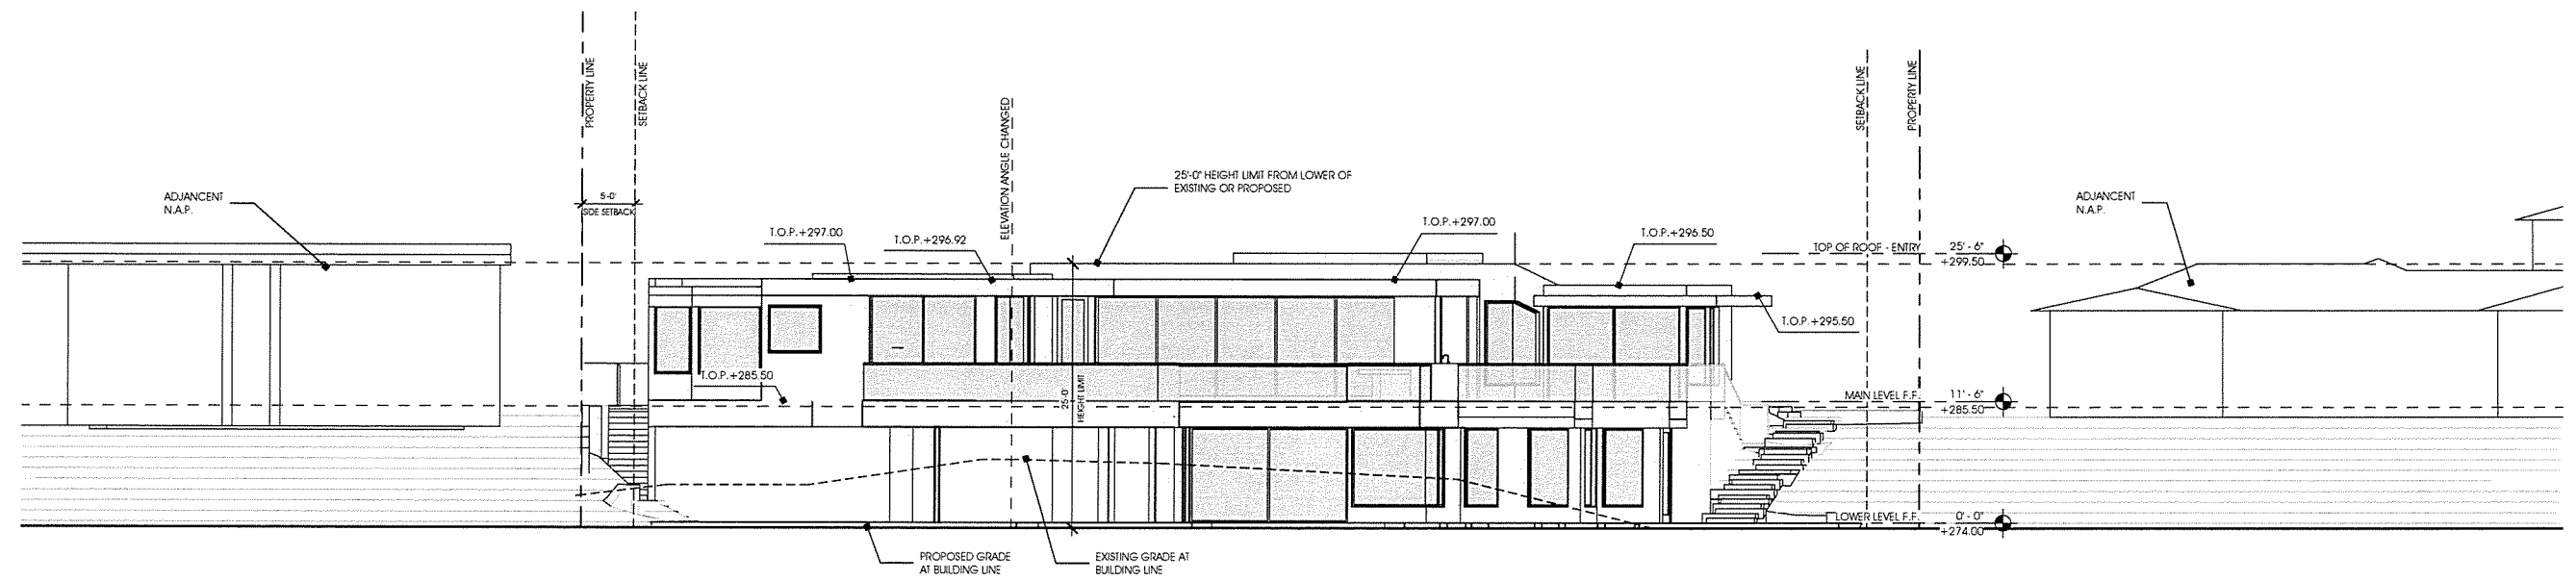 PROPERTY LINE
SETBACK LINE
ELEVATION ANGLE CHANGED
SETBACK LINE
PROPERTY LINE
25'-0" HEIGHT LIMIT FROM LOWER OF
EXISTING OR PROPOSED
ADJANCENT
N.A.P.
5'-0"
SIDE SETBACK
ADJANCENT
N.A.P.
T.O.P.+297.00
T.O.P.+296.92
T.O.P.+297.00
T.O.P.+296.50
TOP OF ROOF - ENTRY 25' - 6"
+299.50
T.O.P.+295.50
T.O.P.+285.50
25'-0"
HEIGHT LIMIT
MAIN LEVEL F.F. 11' - 6"
+285.50
LOWER LEVEL F.F. 0' - 0"
+274.00
PROPOSED GRADE
AT BUILDING LINE
EXISTING GRADE AT
BUILDING LINE